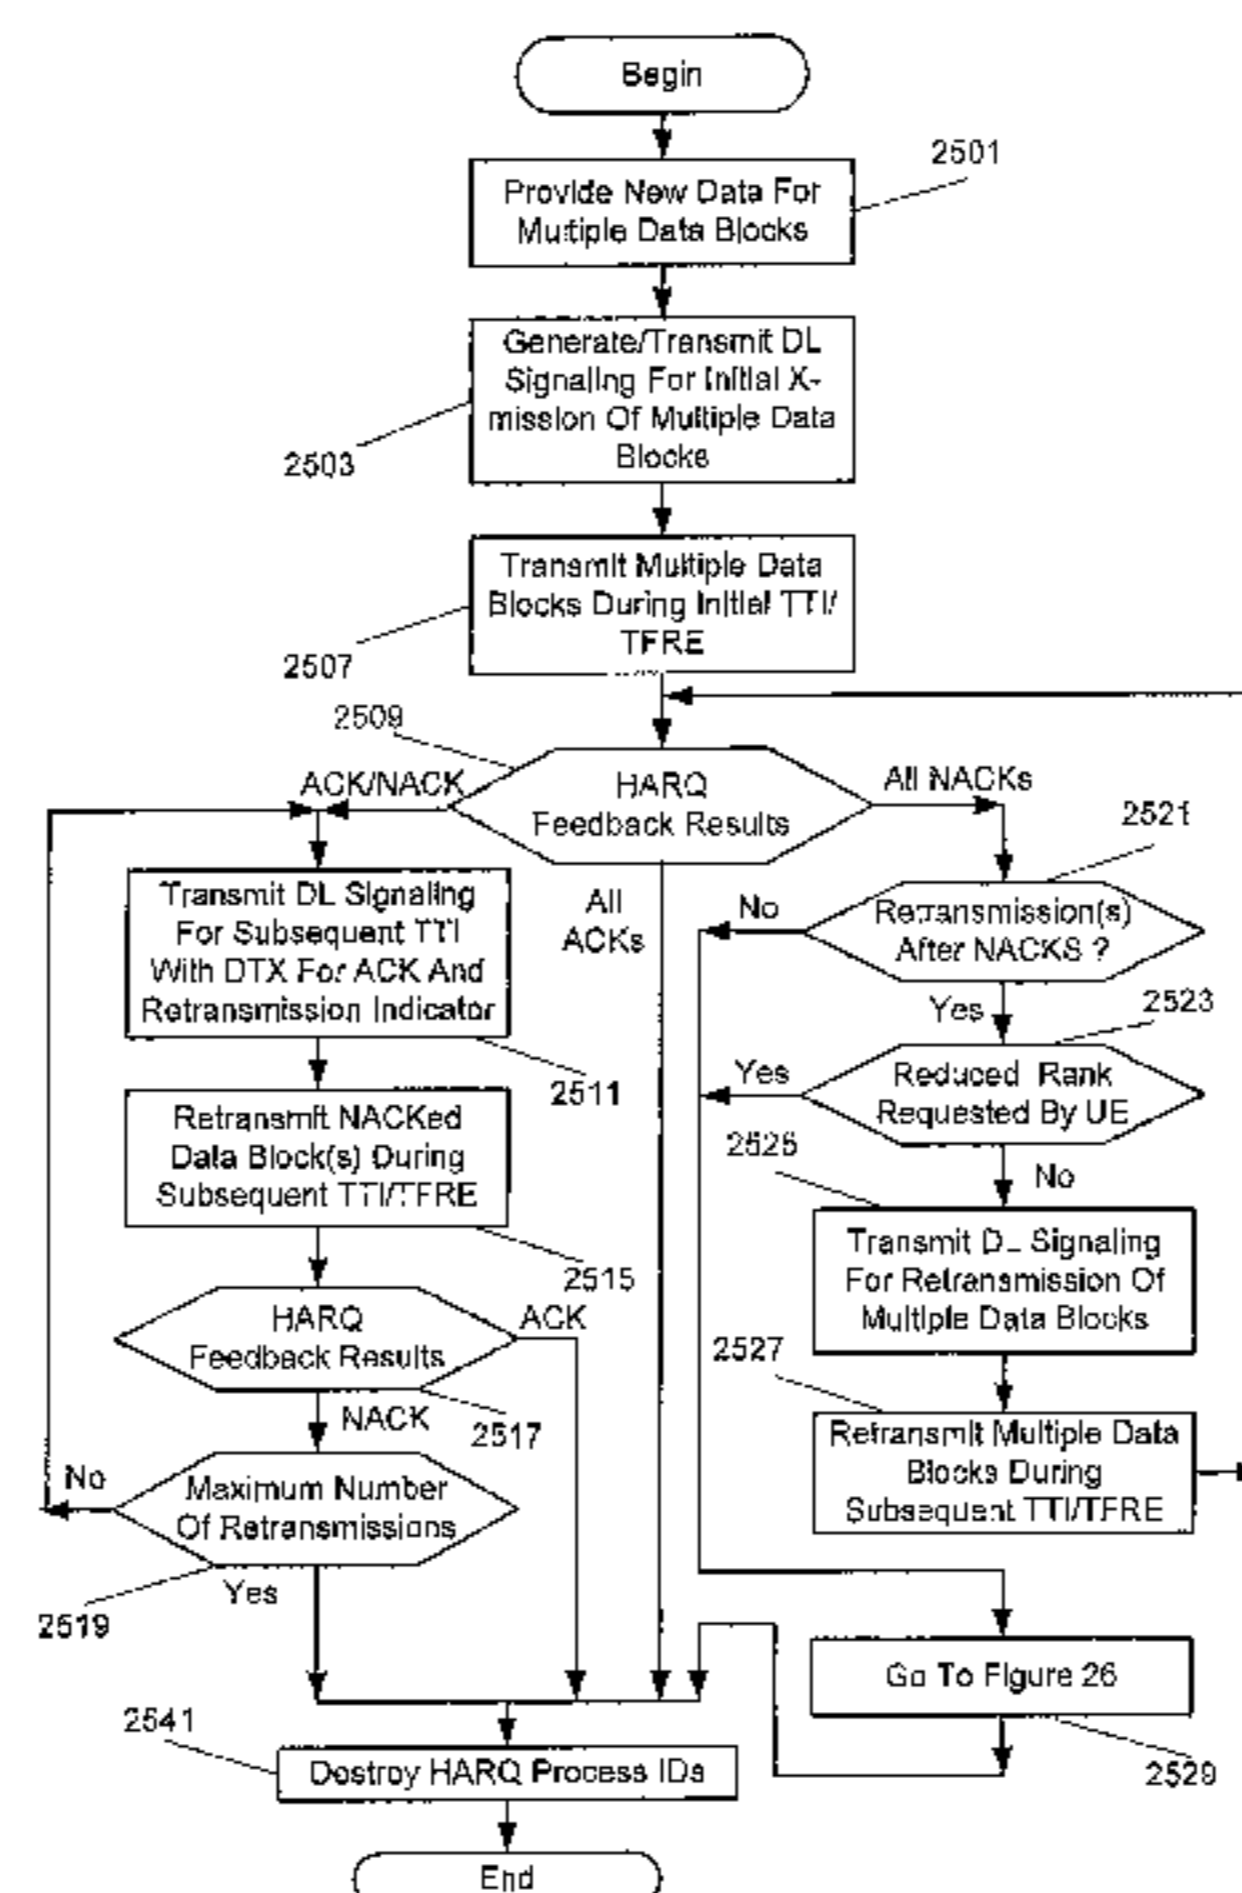 Begin
2501
Provide New Data For
Multiple Data Blocks
Generate/Transmit DL
Signaling For Initial X-
mission Of Multiple Data
Blocks
2503
Transmit Multiple Data
Blocks During Initial TTI/
TFRE
2507
2509
ACK/NACK
HARQ
Feedback Results
All NACKs
2521
All
ACKs
No
Retransmission(s)
After NACKS ?
Transmit DL Signaling
For Subsequent TTI
With DTX For ACK And
Retransmission Indicator
2511
Yes
2523
Yes
Reduced Rank
Requested By UE
2525
No
Retransmit NACKed
Data Block(s) During
Subsequent TTI/TFRE
2515
Transmit DL Signaling
For Retransmission Of
Multiple Data Blocks
HARQ
Feedback Results
ACK
2527
NACK
2517
Retransmit Multiple Data
Blocks During
Subsequent TTI/TFRE
No
Maximum Number
Of Retransmissions
2519
Yes
Go To Figure 26
2529
2541
Destroy HARQ Process IDs
End